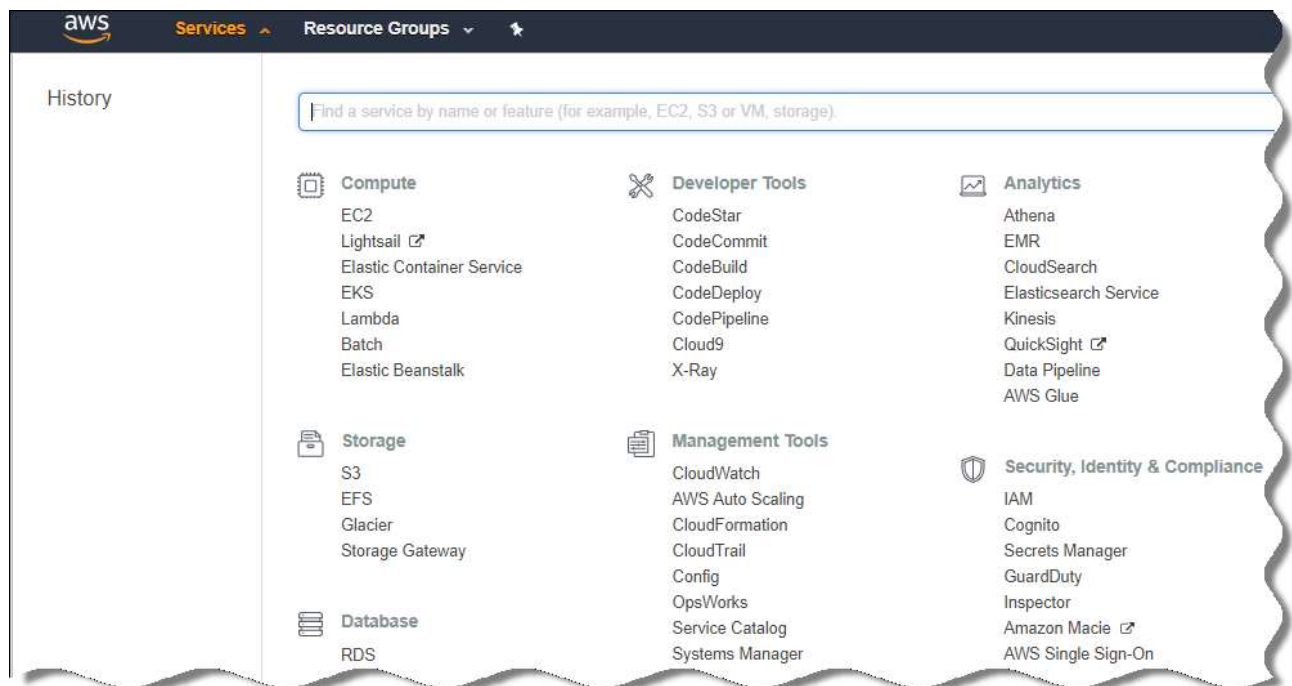 aws Services Resource Groups
History
Find a service by name or feature (for example, EC2, S3 or VM, storage).
Compute
EC2
Lightsail
Elastic Container Service
EKS
Lambda
Batch
Elastic Beanstalk
Storage
S3
EFS
Glacier
Storage Gateway
Database
RDS
Developer Tools
CodeStar
CodeCommit
CodeBuild
CodeDeploy
CodePipeline
Cloud9
X-Ray
Management Tools
CloudWatch
AWS Auto Scaling
CloudFormation
CloudTrail
Config
OpsWorks
Service Catalog
Systems Manager
Analytics
Athena
EMR
CloudSearch
Elasticsearch Service
Kinesis
QuickSight
Data Pipeline
AWS Glue
Security, Identity & Compliance
IAM
Cognito
Secrets Manager
GuardDuty
Inspector
Amazon Macie
AWS Single Sign-On